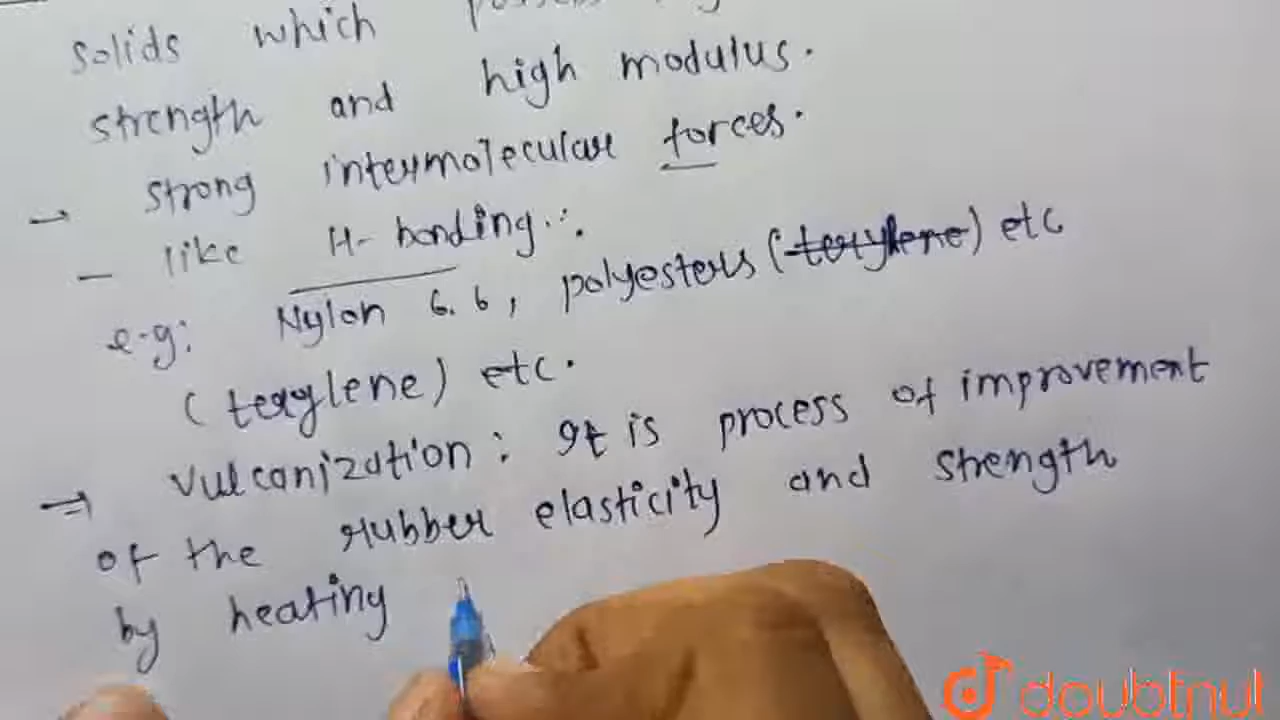 solids which
strength and high modulus.
→ strong intermolecular forces.
- like H-bonding.∴
e-g: Nylon 6.6, polyesters (terylene) etc
(terylene) etc.
⇒ vulcanization: It is process of improvement
of the rubber elasticity and strength
by heating
doubtnut